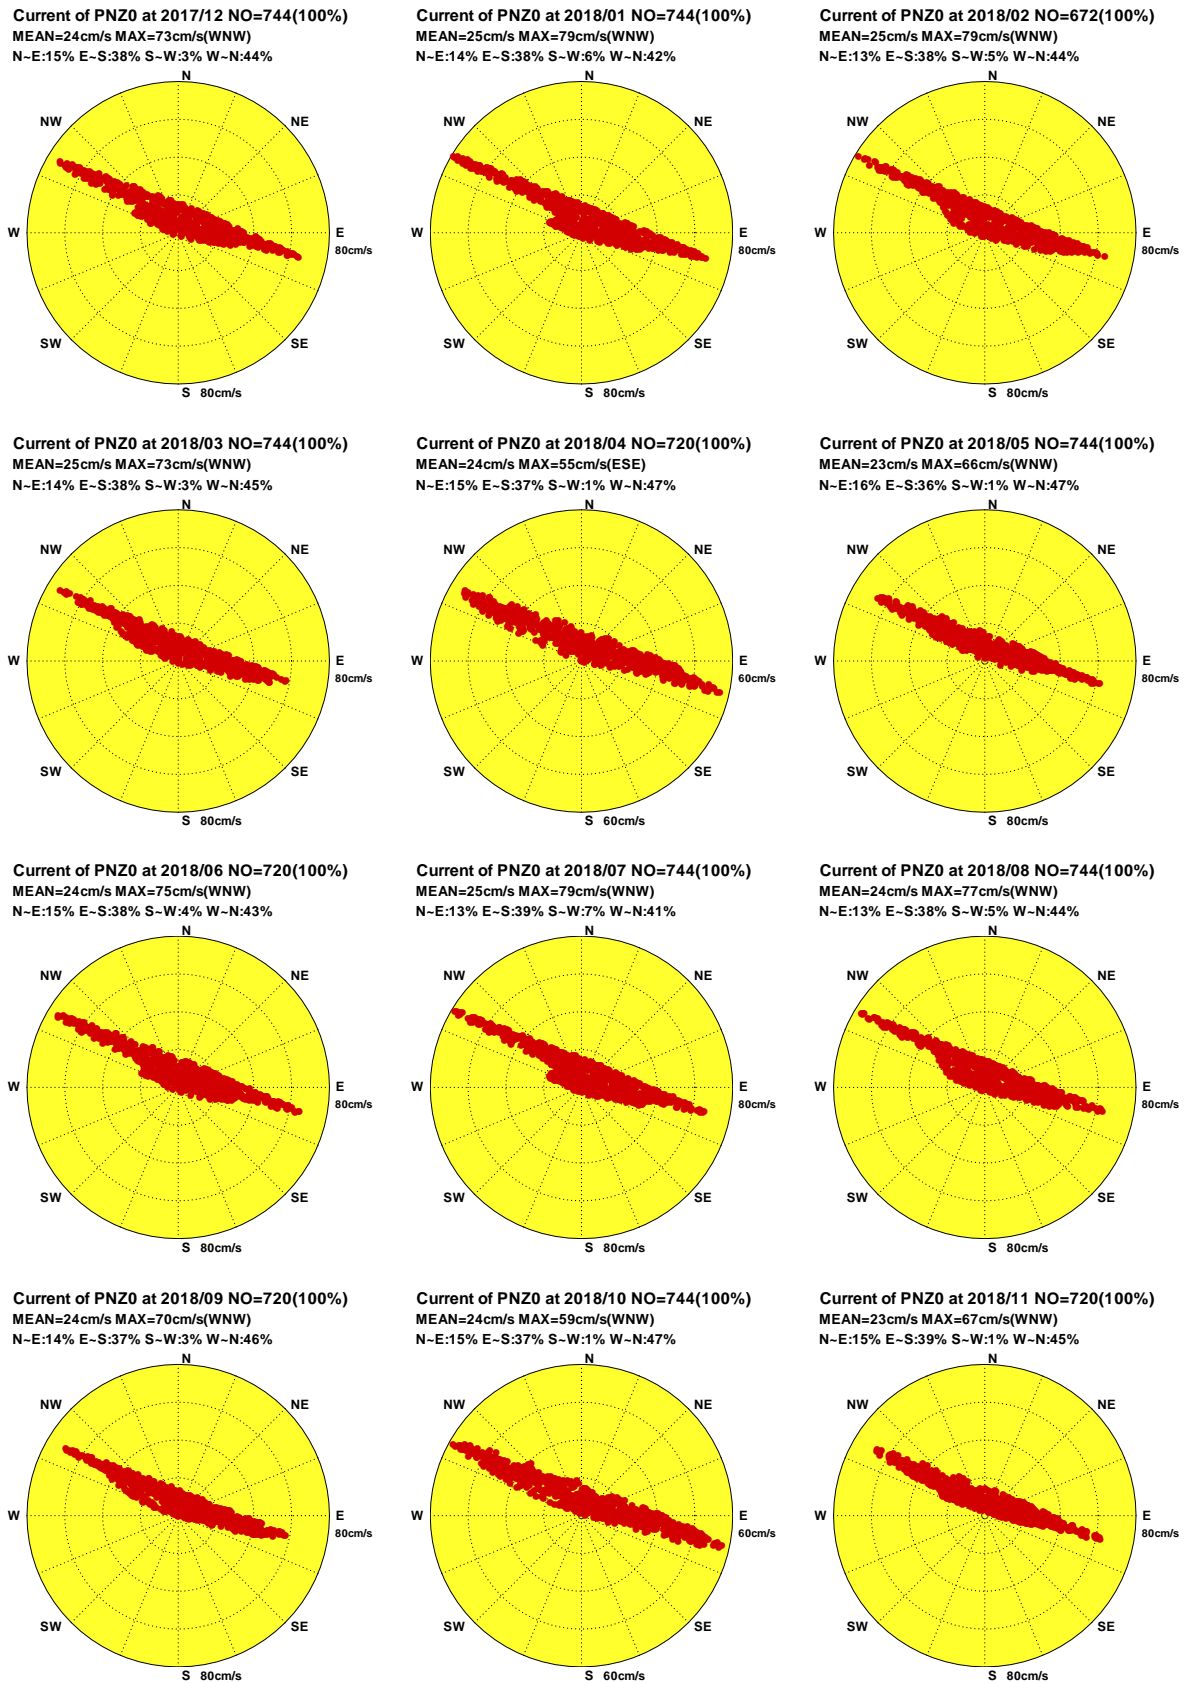 Current of PNZ0 at 2017/12 NO=744(100%)
MEAN=24cm/s MAX=73cm/s(WNW)
N~E:15% E~S:38% S~W:3% W~N:44%
N
NW
NE
W
E
80cm/s
SW
SE
S 80cm/s
Current of PNZ0 at 2018/01 NO=744(100%)
MEAN=25cm/s MAX=79cm/s(WNW)
N~E:14% E~S:38% S~W:6% W~N:42%
N
NW
NE
W
E
80cm/s
SW
SE
S 80cm/s
Current of PNZ0 at 2018/02 NO=672(100%)
MEAN=25cm/s MAX=79cm/s(WNW)
N~E:13% E~S:38% S~W:5% W~N:44%
N
NW
NE
W
E
80cm/s
SW
SE
S 80cm/s
Current of PNZ0 at 2018/03 NO=744(100%)
MEAN=25cm/s MAX=73cm/s(WNW)
N~E:14% E~S:38% S~W:3% W~N:45%
N
NW
NE
W
E
80cm/s
SW
SE
S 80cm/s
Current of PNZ0 at 2018/04 NO=720(100%)
MEAN=24cm/s MAX=55cm/s(ESE)
N~E:15% E~S:37% S~W:1% W~N:47%
N
NW
NE
W
E
60cm/s
SW
SE
S 60cm/s
Current of PNZ0 at 2018/05 NO=744(100%)
MEAN=23cm/s MAX=66cm/s(WNW)
N~E:16% E~S:36% S~W:1% W~N:47%
N
NW
NE
W
E
80cm/s
SW
SE
S 80cm/s
Current of PNZ0 at 2018/06 NO=720(100%)
MEAN=24cm/s MAX=75cm/s(WNW)
N~E:15% E~S:38% S~W:4% W~N:43%
N
NW
NE
W
E
80cm/s
SW
SE
S 80cm/s
Current of PNZ0 at 2018/07 NO=744(100%)
MEAN=25cm/s MAX=79cm/s(WNW)
N~E:13% E~S:39% S~W:7% W~N:41%
N
NW
NE
W
E
80cm/s
SW
SE
S 80cm/s
Current of PNZ0 at 2018/08 NO=744(100%)
MEAN=24cm/s MAX=77cm/s(WNW)
N~E:13% E~S:38% S~W:5% W~N:44%
N
NW
NE
W
E
80cm/s
SW
SE
S 80cm/s
Current of PNZ0 at 2018/09 NO=720(100%)
MEAN=24cm/s MAX=70cm/s(WNW)
N~E:14% E~S:37% S~W:3% W~N:46%
N
NW
NE
W
E
80cm/s
SW
SE
S 80cm/s
Current of PNZ0 at 2018/10 NO=744(100%)
MEAN=24cm/s MAX=59cm/s(WNW)
N~E:15% E~S:37% S~W:1% W~N:47%
N
NW
NE
W
E
60cm/s
SW
SE
S 60cm/s
Current of PNZ0 at 2018/11 NO=720(100%)
MEAN=23cm/s MAX=67cm/s(WNW)
N~E:15% E~S:39% S~W:1% W~N:45%
N
NW
NE
W
E
80cm/s
SW
SE
S 80cm/s